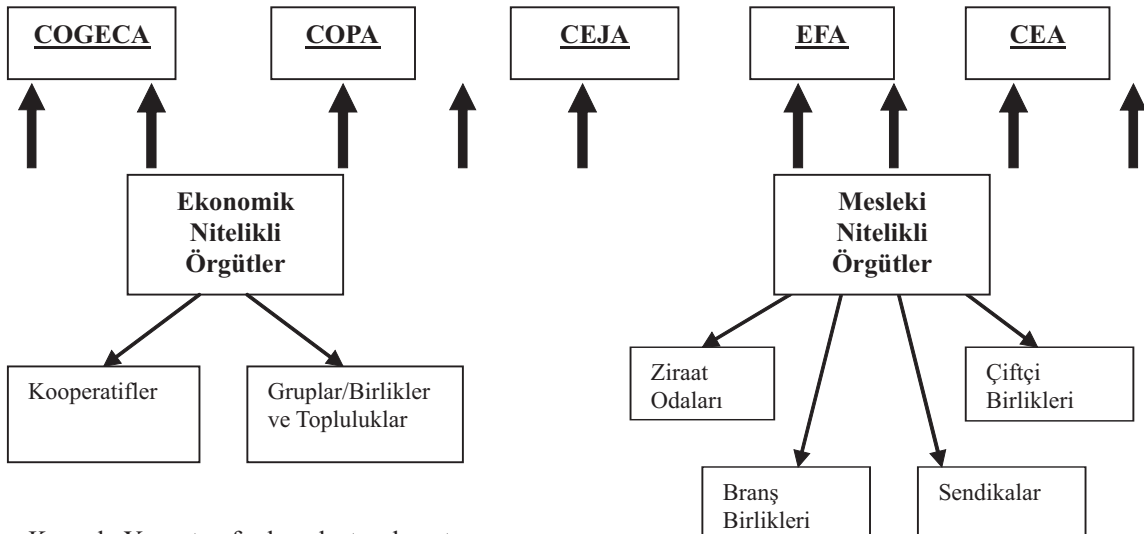 COGECA
COPA
CEJA
EFA
CEA
Ekonomik
Nitelikli
Örgütler
Mesleki
Nitelikli
Örgütler
Kooperatifler
Gruplar/Birlikler
ve Topluluklar
Ziraat
Odaları
Çiftçi
Birlikleri
Branş
Birlikleri
Sendikalar